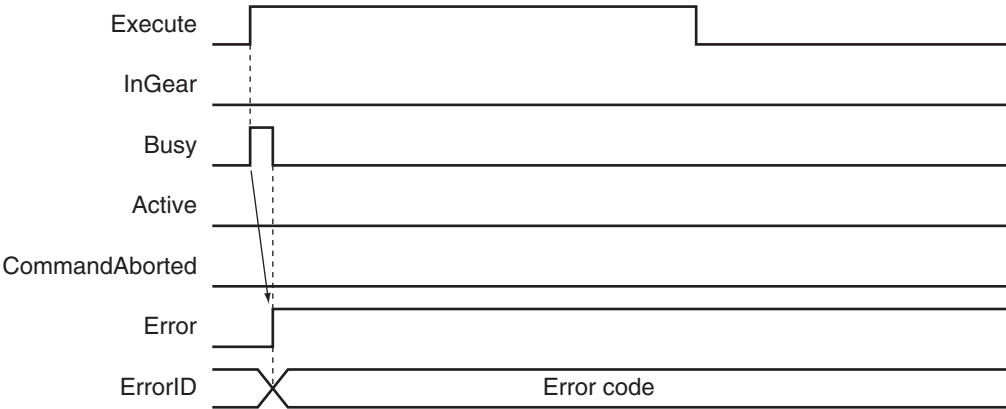 Execute
InGear
Busy
Active
CommandAborted
Error
ErrorID Error code